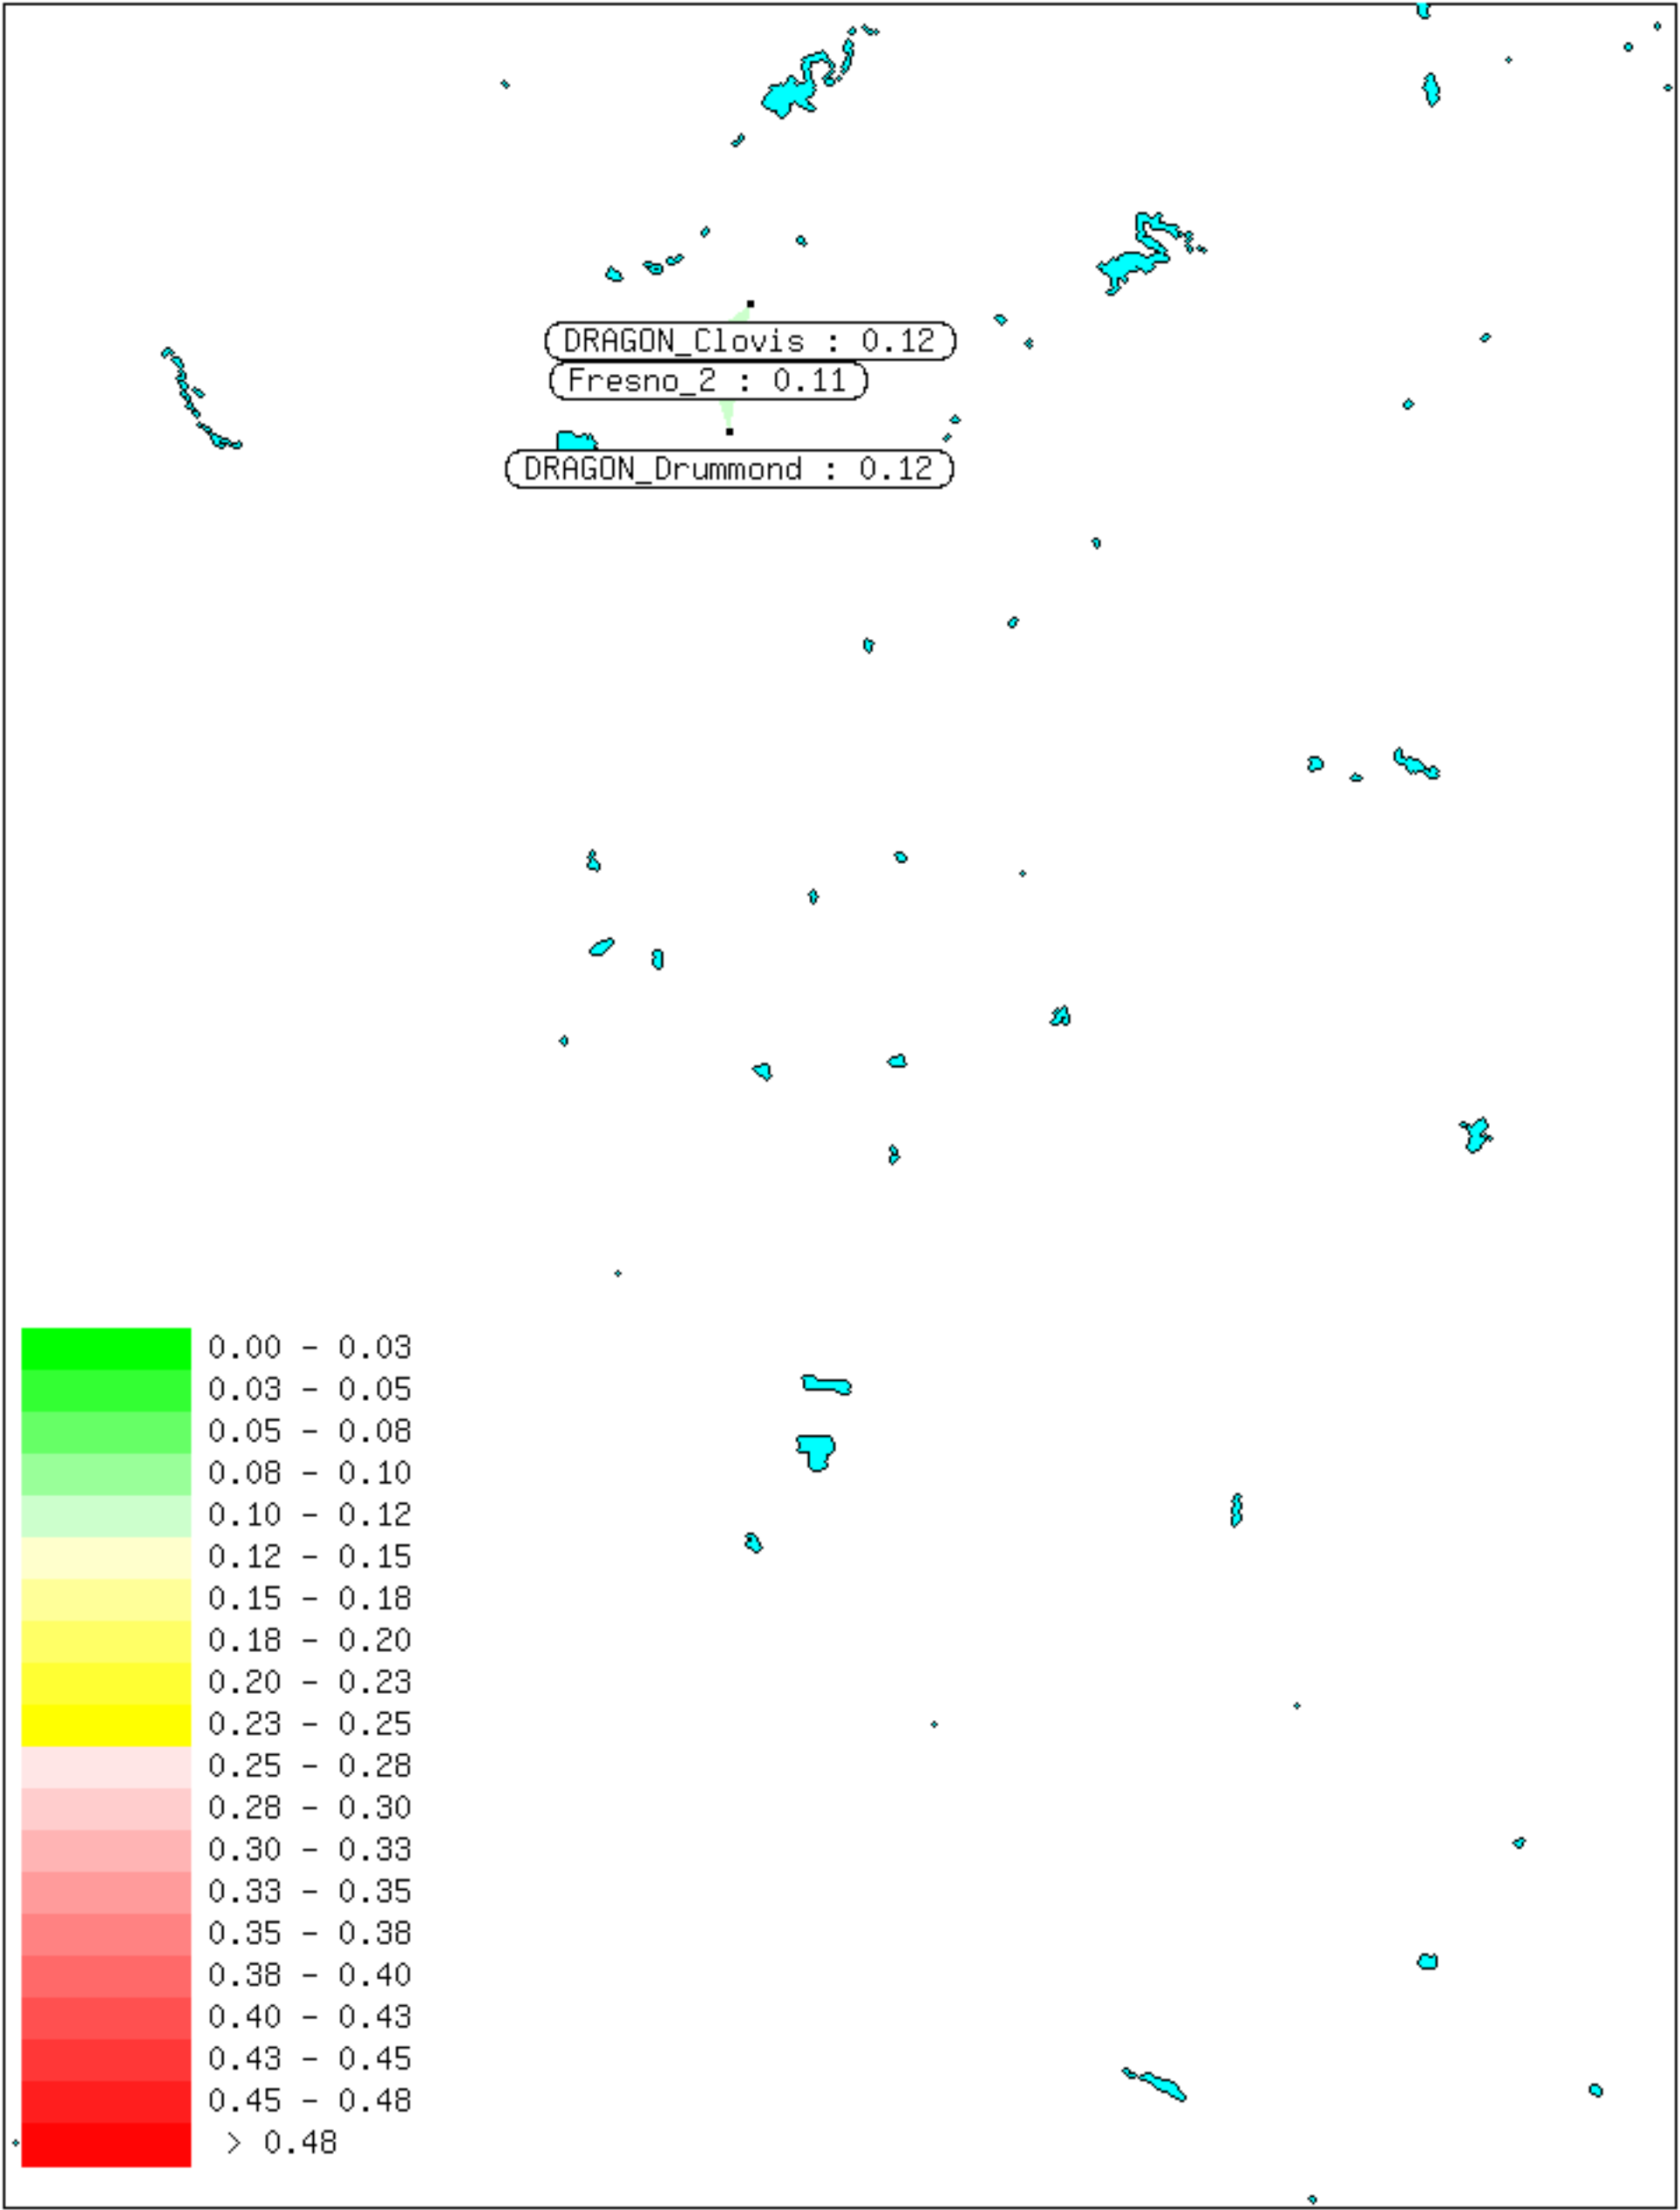 DRAGON_Clovis : 0.12
Fresno_2 : 0.11
DRAGON_Drummond : 0.12
0.00 - 0.03
0.03 - 0.05
0.05 - 0.08
0.08 - 0.10
0.10 - 0.12
0.12 - 0.15
0.15 - 0.18
0.18 - 0.20
0.20 - 0.23
0.23 - 0.25
0.25 - 0.28
0.28 - 0.30
0.30 - 0.33
0.33 - 0.35
0.35 - 0.38
0.38 - 0.40
0.40 - 0.43
0.43 - 0.45
0.45 - 0.48
> 0.48